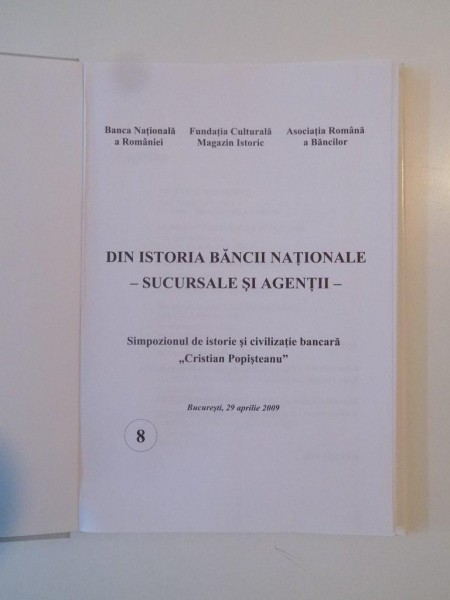 Banca Națională a României
Fundația Culturală Magazin Istoric
Asociația Română a Băncilor
DIN ISTORIA BĂNCII NAȚIONALE
– SUCURSALE ȘI AGENȚII –
Simpozionul de istorie și civilizație bancară
„Cristian Popișteanu”
București, 29 aprilie 2009
8